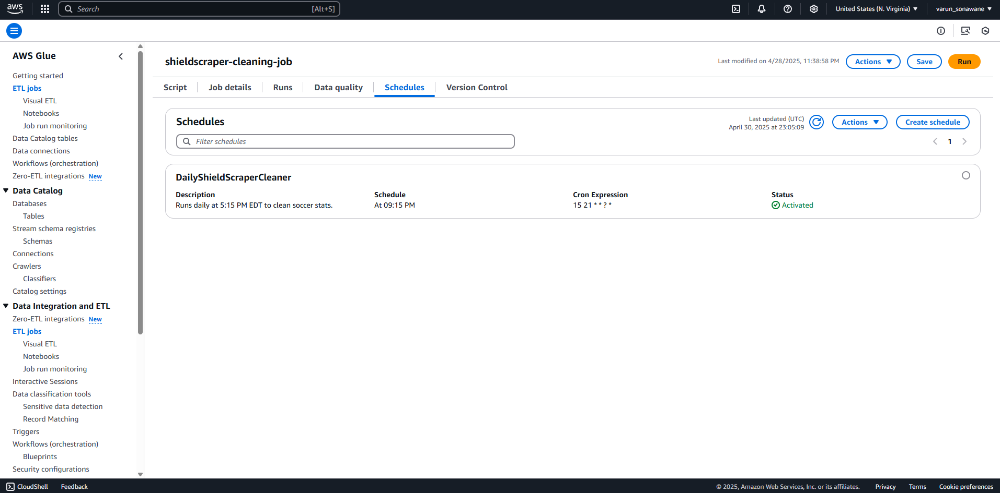 aws
Search [Alt+S]
United States (N. Virginia)
varun_sonawane
AWS Glue
Getting started
ETL jobs
Visual ETL
Notebooks
Job run monitoring
Data Catalog tables
Data connections
Workflows (orchestration)
Zero-ETL integrations New
Data Catalog
Databases
Tables
Stream schema registries
Schemas
Connections
Crawlers
Classifiers
Catalog settings
Data Integration and ETL
Zero-ETL integrations New
ETL jobs
Visual ETL
Notebooks
Job run monitoring
Interactive Sessions
Data classification tools
Sensitive data detection
Record Matching
Triggers
Workflows (orchestration)
Blueprints
Security configurations
shieldscraper-cleaning-job
Last modified on 4/28/2025, 11:38:58 PM
Actions
Save
Run
Script
Job details
Runs
Data quality
Schedules
Version Control
Schedules
Last updated (UTC)
April 30, 2025 at 23:05:09
Actions
Create schedule
Filter schedules
1
DailyShieldScraperCleaner
Description
Runs daily at 5:15 PM EDT to clean soccer stats.
Schedule
At 09:15 PM
Cron Expression
15 21 * * ? *
Status
Activated
CloudShell
Feedback
© 2025, Amazon Web Services, Inc. or its affiliates.
Privacy
Terms
Cookie preferences